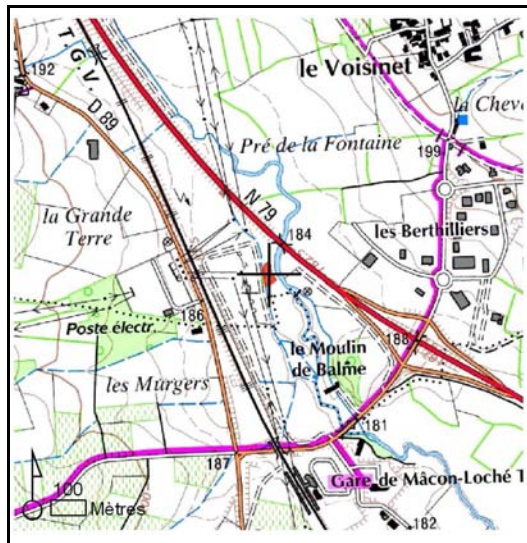 192
T.G.V.
D 89
le Voisinet
la Chev
Pré de la Fontaine
199
N 79
la Grande
Terre
184
les Berthilliers
186
Poste électr.
188
le Moulin
de Balme
les Murgers
181
187
Gare de Mâcon-Loché T
100
Mètres
182